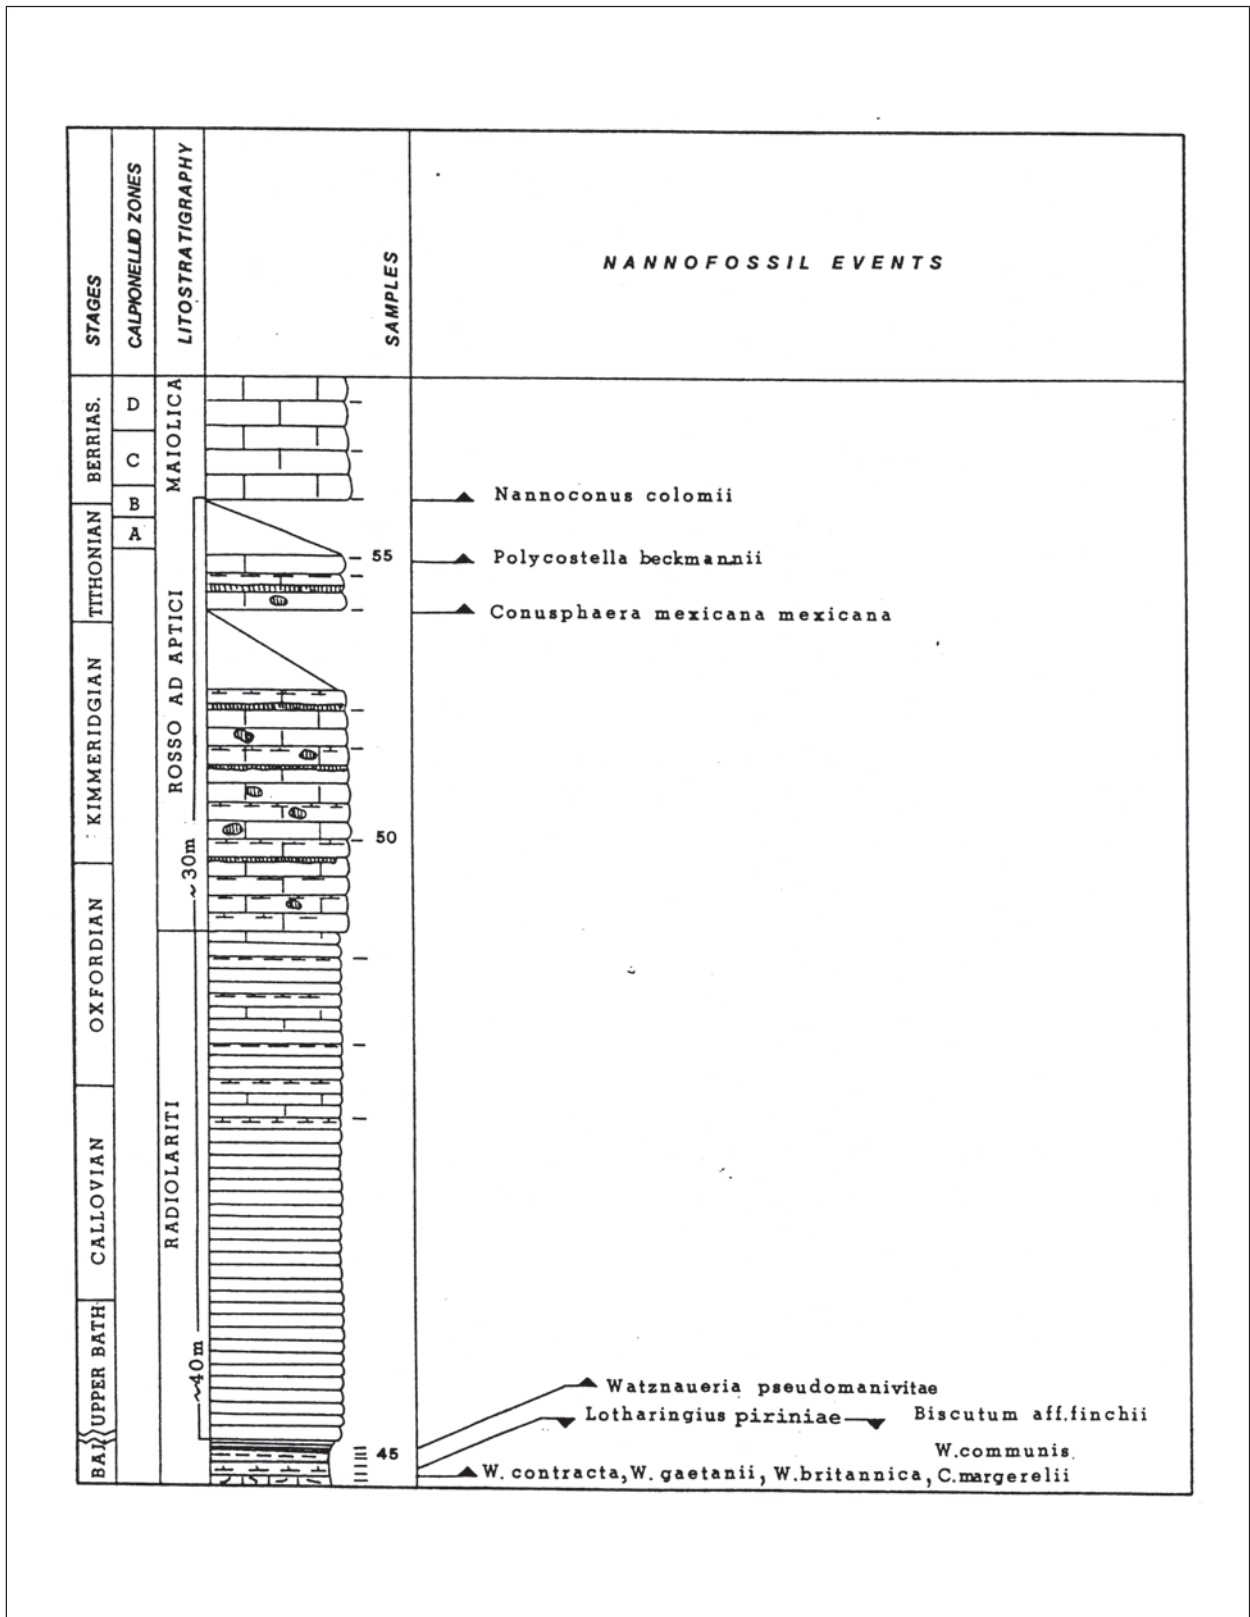 STAGES
CALPIONELLID ZONES
LITOSTRATIGRAPHY
SAMPLES
NANNOFOSSIL EVENTS
BERRIAS.
TITHONIAN
KIMMERIDGIAN
OXFORDIAN
CALLOVIAN
UPPER BATH
BAJ
D
C
B
A
MAIOLICA
ROSSO AD APTICI
RADIOLARITI
~30m
~40m
55
50
45
Nannoconus colomii
Polycostella beckmannii
Conusphaera mexicana mexicana
Watznaueria pseudomanivitae
Lotharingius piriniae Biscutum aff.finchii
W.communis
W. contracta, W. gaetanii, W.britannica, C.margerelii